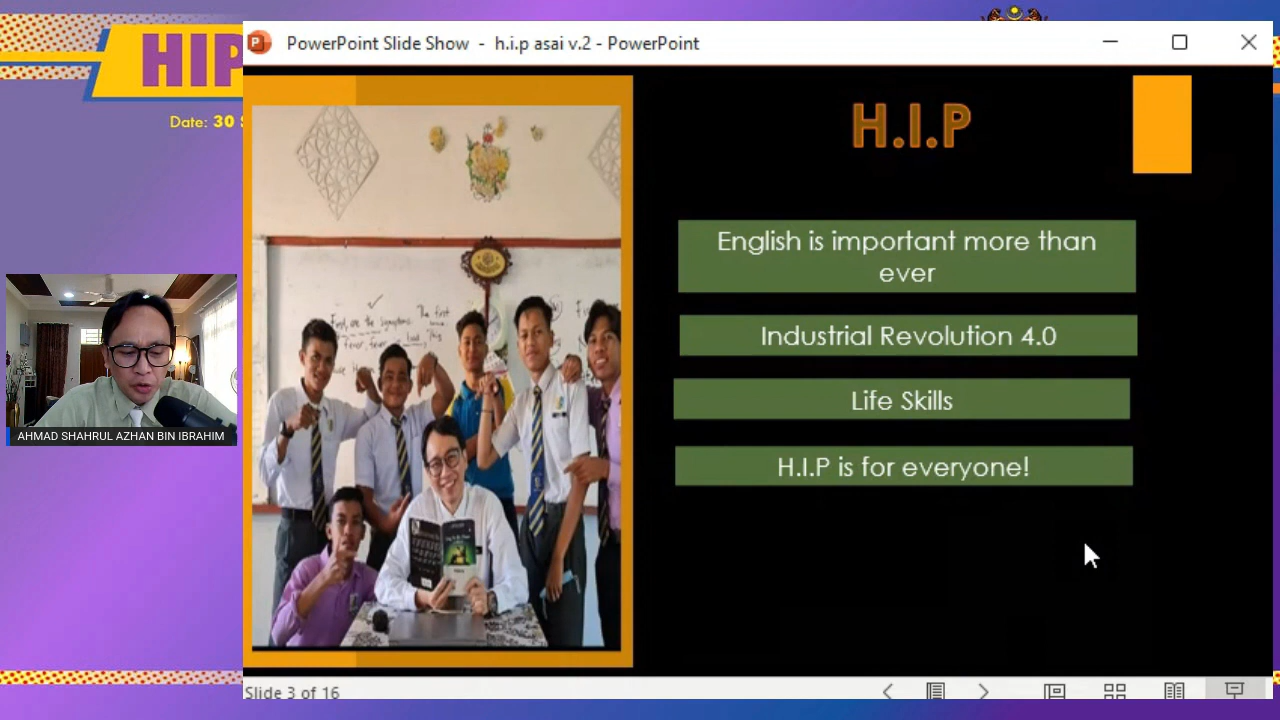 PowerPoint Slide Show - h.i.p asai v.2 - PowerPoint
HIP
Date: 30 S
H.I.P
English is important more than
ever
Industrial Revolution 4.0
Life Skills
H.I.P is for everyone!
AHMAD SHAHRUL AZHAN BIN IBRAHIM
Slide 3 of 16